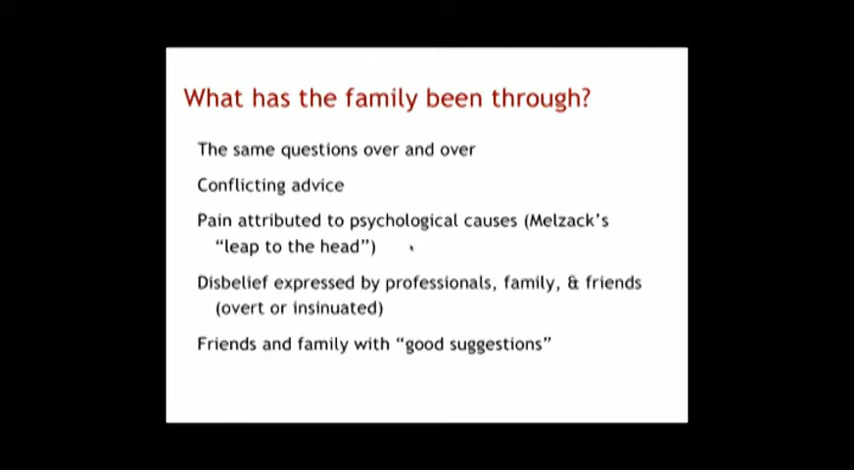 What has the family been through?
The same questions over and over
Conflicting advice
Pain attributed to psychological causes (Melzack’s
“leap to the head”)
Disbelief expressed by professionals, family, & friends
(overt or insinuated)
Friends and family with “good suggestions”